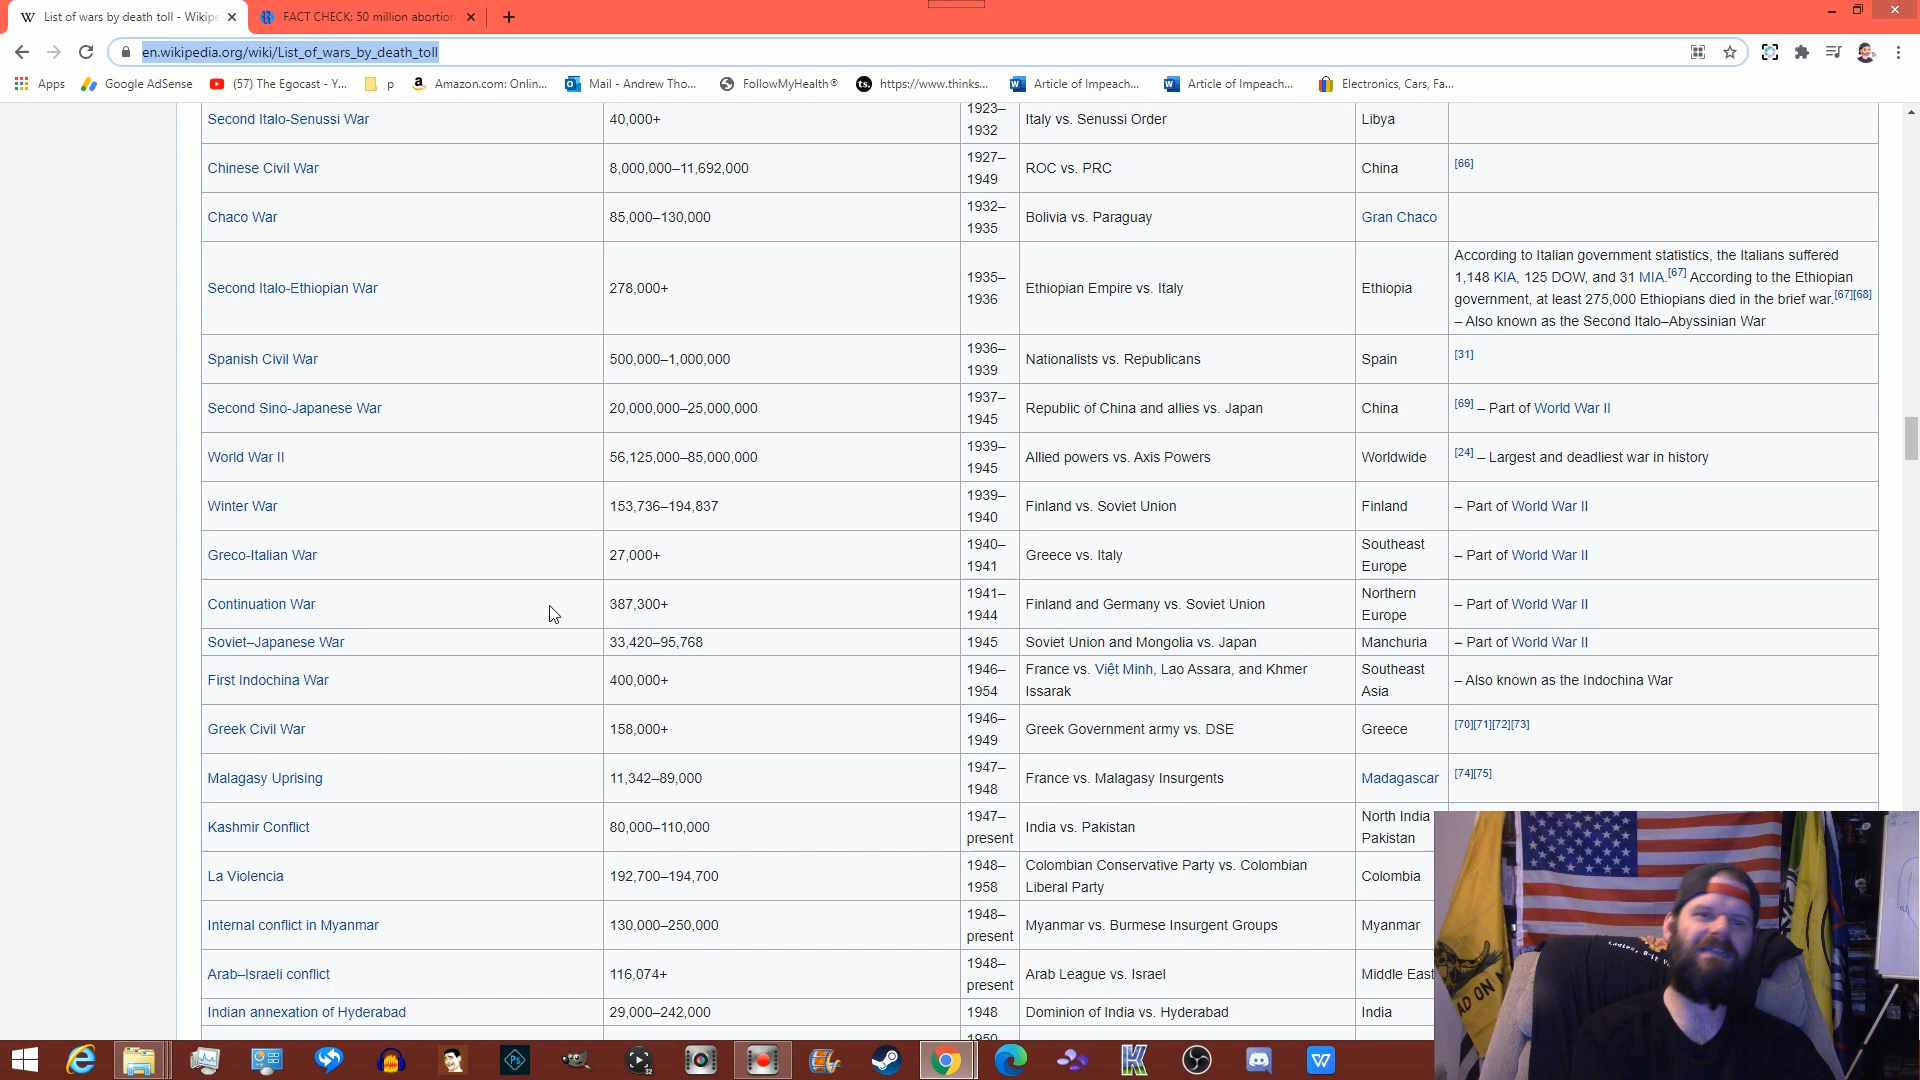 List of wars by death toll - Wikipe
FACT CHECK: 50 million abortion
en.wikipedia.org/wiki/List_of_wars_by_death_toll
Apps
Google AdSense
(57) The Egocast - Y...
p
Amazon.com: Onlin...
Mail - Andrew Tho...
FollowMyHealth®
https://www.thinks...
Article of Impeach...
Article of Impeach...
Electronics, Cars, Fa...
Second Italo-Senussi War 40,000+ 1923–
1932 Italy vs. Senussi Order Libya
Chinese Civil War 8,000,000–11,692,000 1927–
1949 ROC vs. PRC China [66]
Chaco War 85,000–130,000 1932–
1935 Bolivia vs. Paraguay Gran Chaco
Second Italo-Ethiopian War 278,000+ 1935–
1936 Ethiopian Empire vs. Italy Ethiopia
According to Italian government statistics, the Italians suffered
1,148 KIA, 125 DOW, and 31 MIA.[67] According to the Ethiopian
government, at least 275,000 Ethiopians died in the brief war.[67][68]
– Also known as the Second Italo–Abyssinian War
Spanish Civil War 500,000–1,000,000 1936–
1939 Nationalists vs. Republicans Spain [31]
Second Sino-Japanese War 20,000,000–25,000,000 1937–
1945 Republic of China and allies vs. Japan China [69] – Part of World War II
World War II 56,125,000–85,000,000 1939–
1945 Allied powers vs. Axis Powers Worldwide [24] – Largest and deadliest war in history
Winter War 153,736–194,837 1939–
1940 Finland vs. Soviet Union Finland – Part of World War II
Greco-Italian War 27,000+ 1940–
1941 Greece vs. Italy Southeast
Europe – Part of World War II
Continuation War 387,300+ 1941–
1944 Finland and Germany vs. Soviet Union Northern
Europe – Part of World War II
Soviet–Japanese War 33,420–95,768 1945 Soviet Union and Mongolia vs. Japan Manchuria – Part of World War II
First Indochina War 400,000+ 1946–
1954 France vs. Việt Minh, Lao Assara, and Khmer
Issarak Southeast
Asia – Also known as the Indochina War
Greek Civil War 158,000+ 1946–
1949 Greek Government army vs. DSE Greece [70][71][72][73]
Malagasy Uprising 11,342–89,000 1947–
1948 France vs. Malagasy Insurgents Madagascar [74][75]
Kashmir Conflict 80,000–110,000 1947–
present India vs. Pakistan North India
Pakistan
La Violencia 192,700–194,700 1948–
1958 Colombian Conservative Party vs. Colombian
Liberal Party Colombia
Internal conflict in Myanmar 130,000–250,000 1948–
present Myanmar vs. Burmese Insurgent Groups Myanmar
Arab–Israeli conflict 116,074+ 1948–
present Arab League vs. Israel Middle East
Indian annexation of Hyderabad 29,000–242,000 1948 Dominion of India vs. Hyderabad India
1950
AD ON